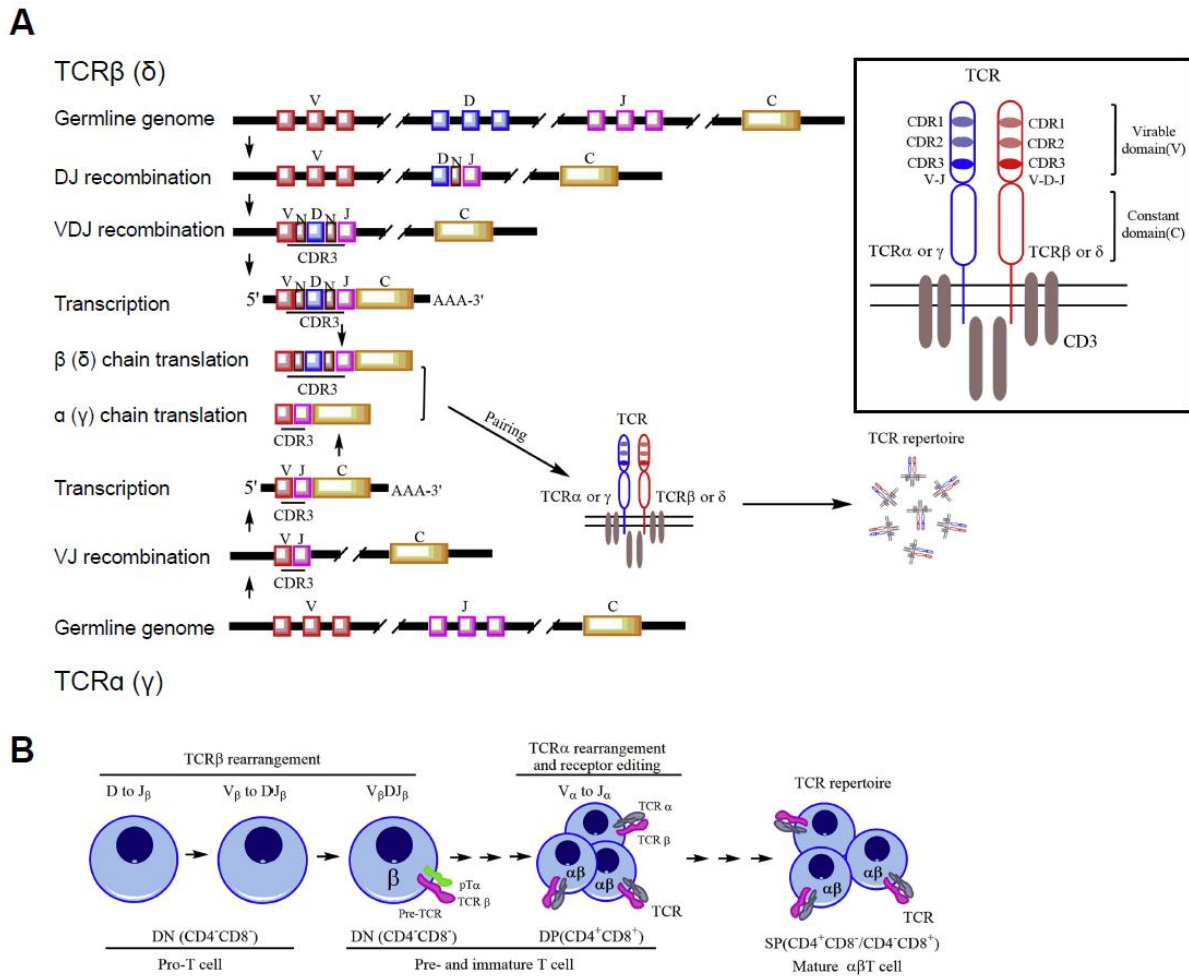 A
TCRβ (δ)
Germline genome
V
D
J
C
DJ recombination
V
D N J
C
VDJ recombination
V N D N J
C
CDR3
Transcription
5'
V N D N J
C
AAA-3'
CDR3
β (δ) chain translation
CDR3
α (γ) chain translation
CDR3
Transcription
5'
V J
C
AAA-3'
CDR3
VJ recombination
V J
C
CDR3
Germline genome
V
J
C
TCRα (γ)
Pairing
TCR
TCRα or γ
TCRβ or δ
TCR repertoire
TCR
CDR1
CDR1
CDR2
CDR2
CDR3
CDR3
V-J
V-D-J
Virable
domain(V)
Constant
domain(C)
TCRα or γ
TCRβ or δ
CD3
B
TCRβ rearrangement
D to Jβ
Vβ to DJβ
VβDJβ
β
pTα
TCR β
Pre-TCR
TCRα rearrangement
and receptor editing
Vα to Jα
TCR α
TCR β
αβ
αβ
TCR
TCR repertoire
αβ
αβ
TCR
DN (CD4⁻CD8⁻)
DN (CD4⁻CD8⁻)
DP(CD4⁺CD8⁺)
SP(CD4⁺CD8⁻/CD4⁻CD8⁺)
Pro-T cell
Pre- and immature T cell
Mature αβT cell